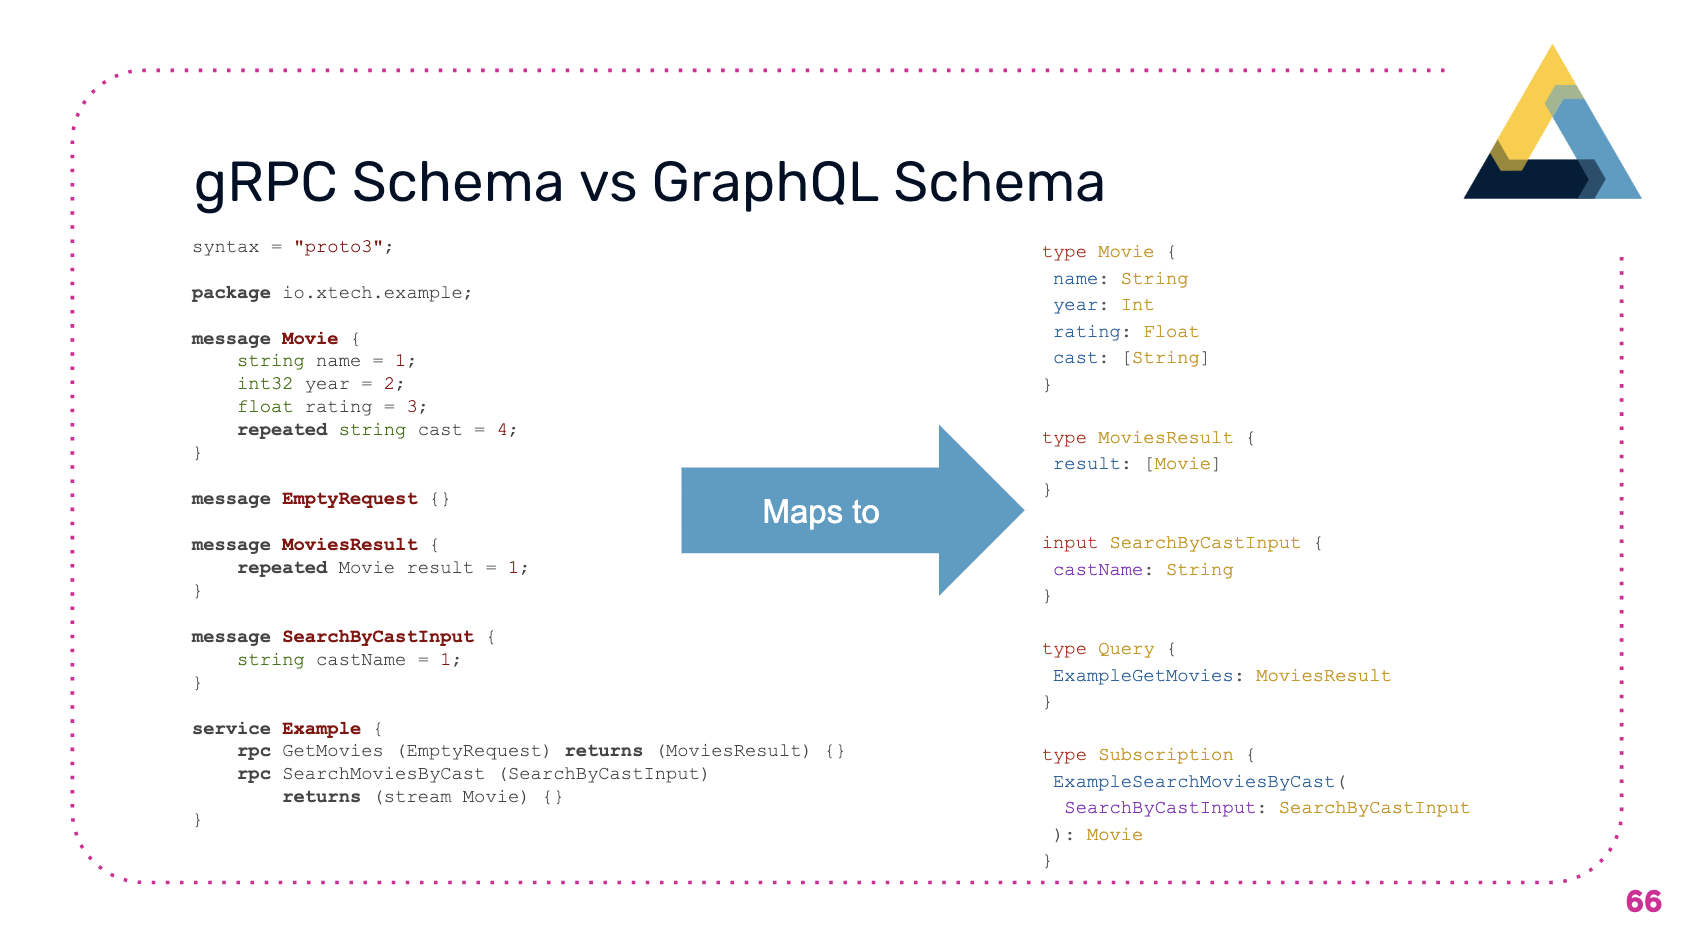 gRPC Schema vs GraphQL Schema
syntax = "proto3";
package io.xtech.example;
message Movie {
    string name = 1;
    int32 year = 2;
    float rating = 3;
    repeated string cast = 4;
}
message EmptyRequest {}
message MoviesResult {
    repeated Movie result = 1;
}
message SearchByCastInput {
    string castName = 1;
}
service Example {
    rpc GetMovies (EmptyRequest) returns (MoviesResult) {}
    rpc SearchMoviesByCast (SearchByCastInput)
        returns (stream Movie) {}
}
Maps to
type Movie {
 name: String
 year: Int
 rating: Float
 cast: [String]
}
type MoviesResult {
 result: [Movie]
}
input SearchByCastInput {
 castName: String
}
type Query {
 ExampleGetMovies: MoviesResult
}
type Subscription {
 ExampleSearchMoviesByCast(
  SearchByCastInput: SearchByCastInput
 ): Movie
}
66